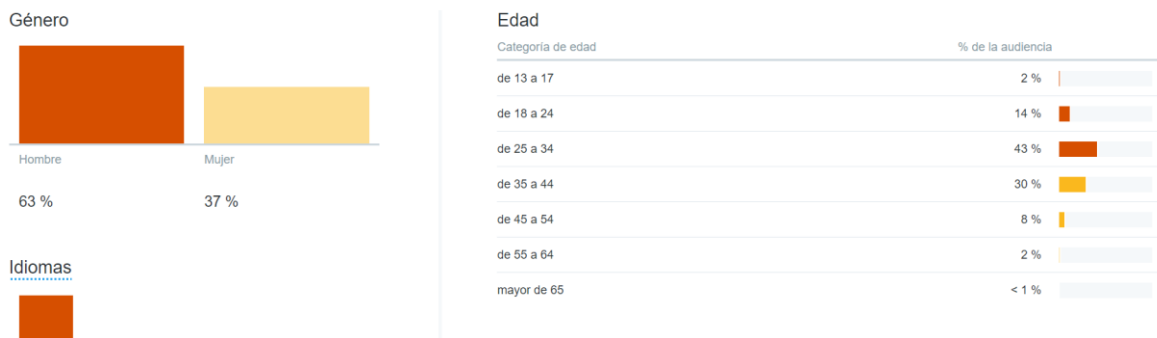 Género
Hombre Mujer
63 % 37 %
Idiomas
Edad
Categoría de edad % de la audiencia
de 13 a 17 2 %
de 18 a 24 14 %
de 25 a 34 43 %
de 35 a 44 30 %
de 45 a 54 8 %
de 55 a 64 2 %
mayor de 65 < 1 %